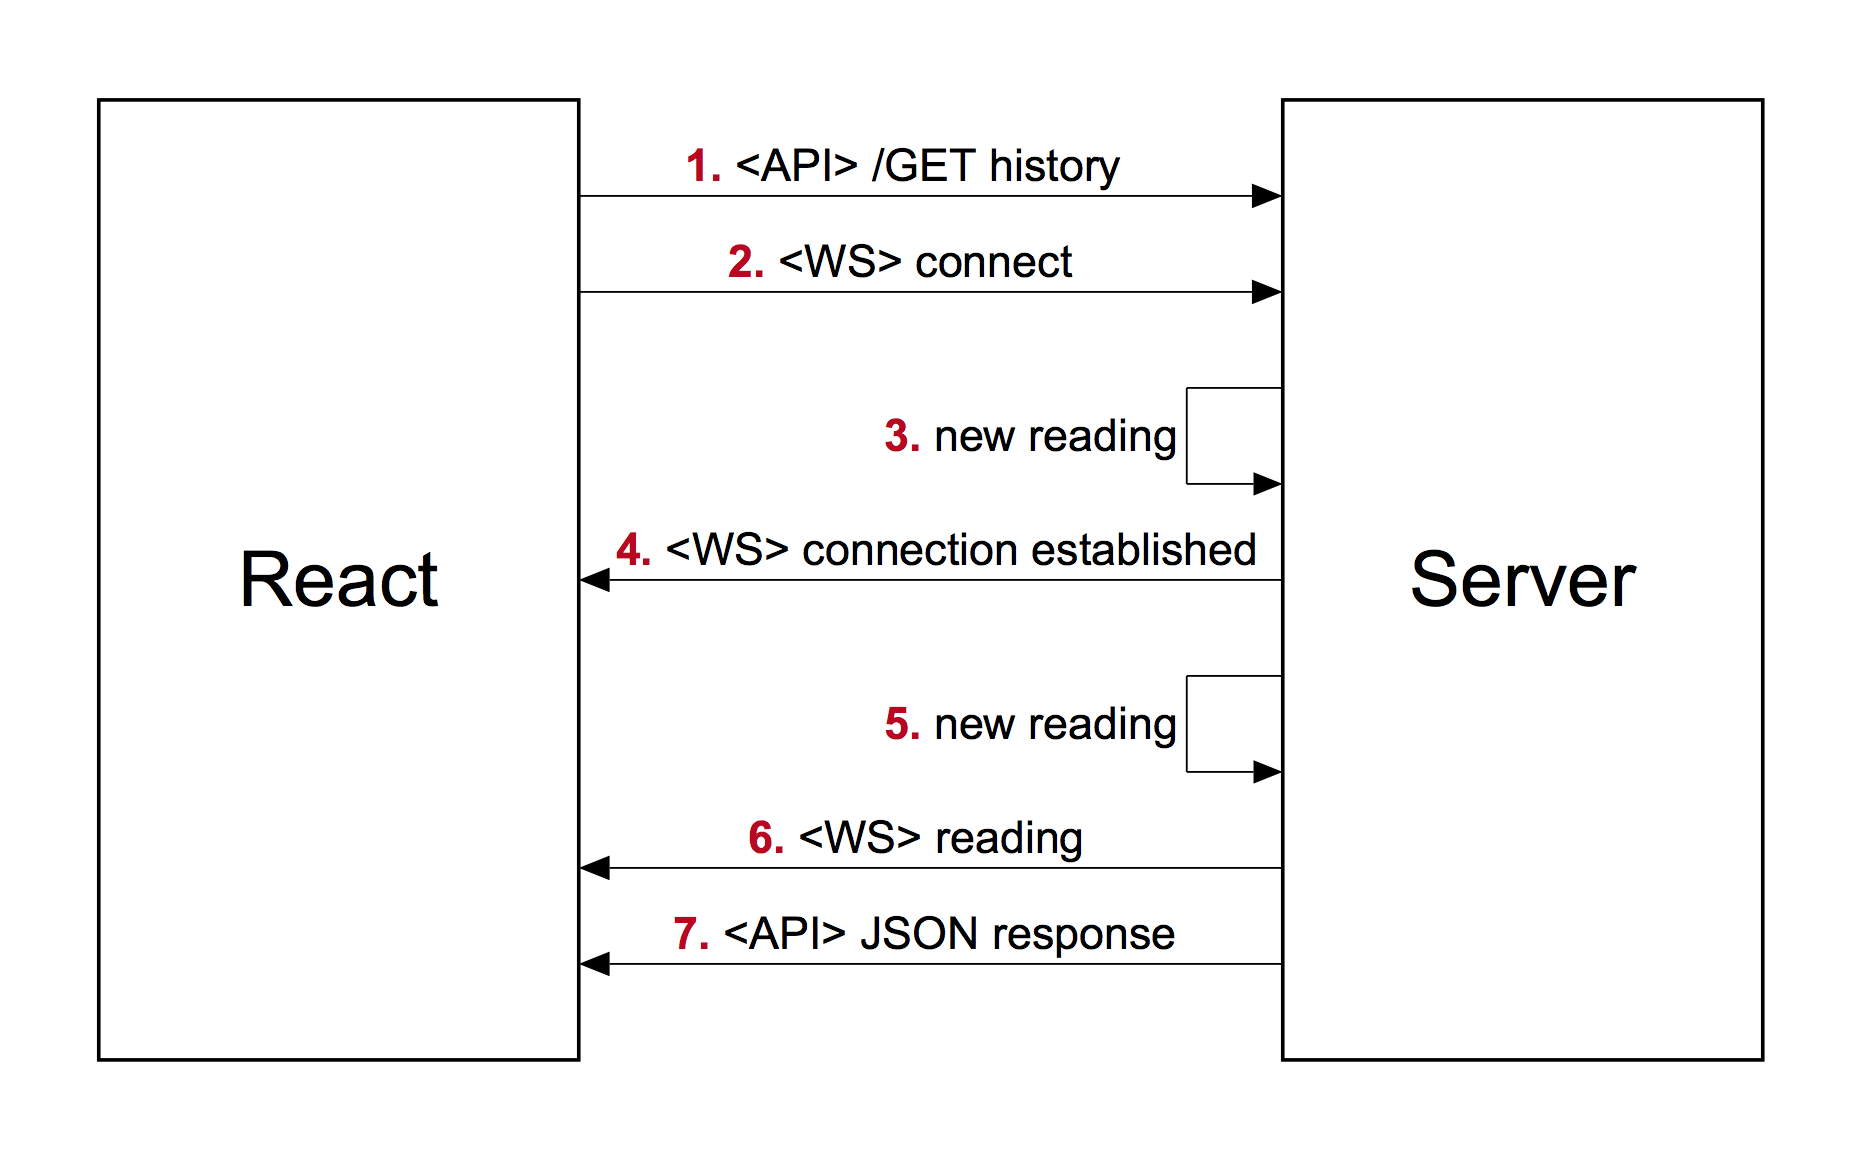 1. <API> /GET history
2. <WS> connect
3. new reading
4. <WS> connection established
React
Server
5. new reading
6. <WS> reading
7. <API> JSON response